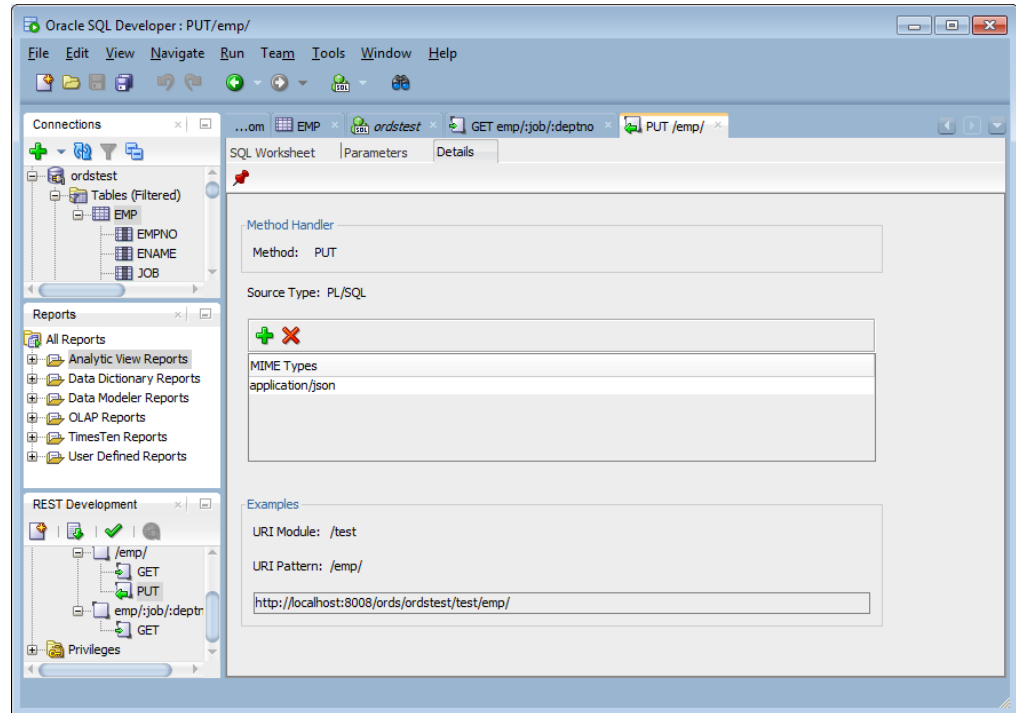 Oracle SQL Developer : PUT/emp/
File Edit View Navigate Run Team Tools Window Help
Connections
ordstest
Tables (Filtered)
EMP
EMPNO
ENAME
JOB
Reports
All Reports
Analytic View Reports
Data Dictionary Reports
Data Modeler Reports
OLAP Reports
TimesTen Reports
User Defined Reports
REST Development
/emp/
GET
PUT
emp/:job/:deptn
GET
Privileges
...om EMP ordstest GET emp/:job/:deptno PUT /emp/
SQL Worksheet Parameters Details
Method Handler
Method: PUT
Source Type: PL/SQL
MIME Types
application/json
Examples
URI Module: /test
URI Pattern: /emp/
http://localhost:8008/ords/ordstest/test/emp/